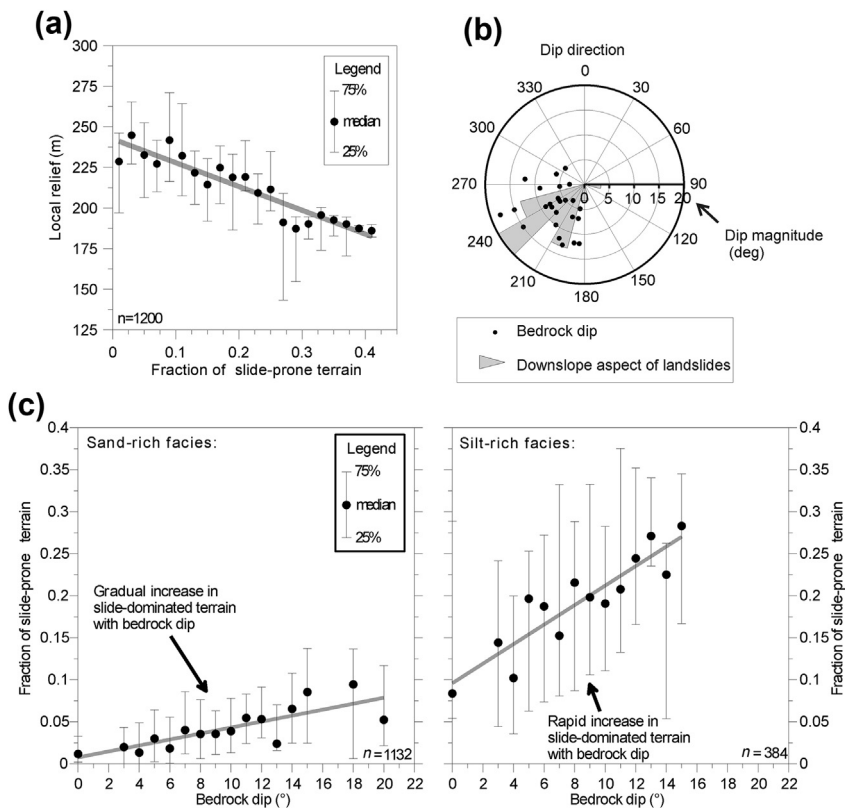 (a)
300
275
250
225
200
175
150
125
Local relief (m)
Legend
75%
median
25%
n=1200
0
0.1
0.2
0.3
0.4
Fraction of slide-prone terrain
(b)
Dip direction
0
30
60
90
120
150
180
210
240
270
300
330
0 5 10 15 20
Dip magnitude
(deg)
Bedrock dip
Downslope aspect of landslides
(c)
Sand-rich facies:
0.4
0.35
0.3
0.25
0.2
0.15
0.1
0.05
0
Fraction of slide-prone terrain
Legend
75%
median
25%
Gradual increase in
slide-dominated terrain
with bedrock dip
n=1132
0 2 4 6 8 10 12 14 16 18 20 22
Bedrock dip (°)
Silt-rich facies:
0.4
0.35
0.3
0.25
0.2
0.15
0.1
0.05
0
Fraction of slide-prone terrain
Rapid increase in
slide-dominated terrain
with bedrock dip
n=384
0 2 4 6 8 10 12 14 16 18 20 22
Bedrock dip (°)